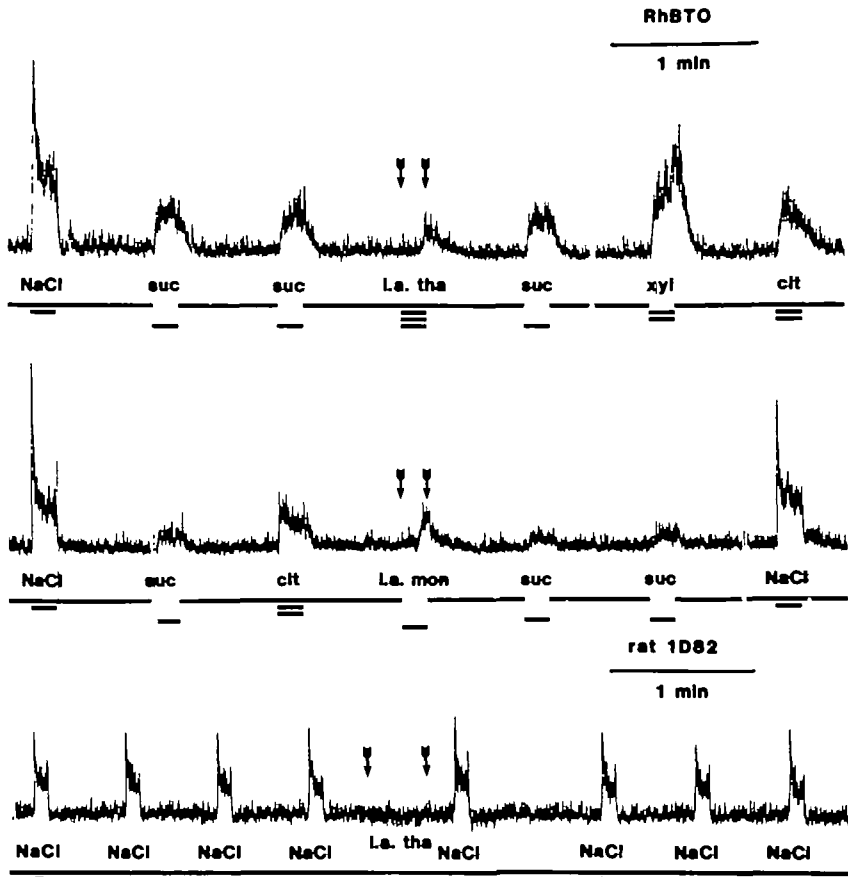 RhBTO
1 min
NaCl suc suc i.a. tha suc xyl cit
NaCl suc cit i.a. mon suc suc NaCl
rat 1D82
1 min
i.a. tha
NaCl NaCl NaCl NaCl NaCl NaCl NaCl NaCl